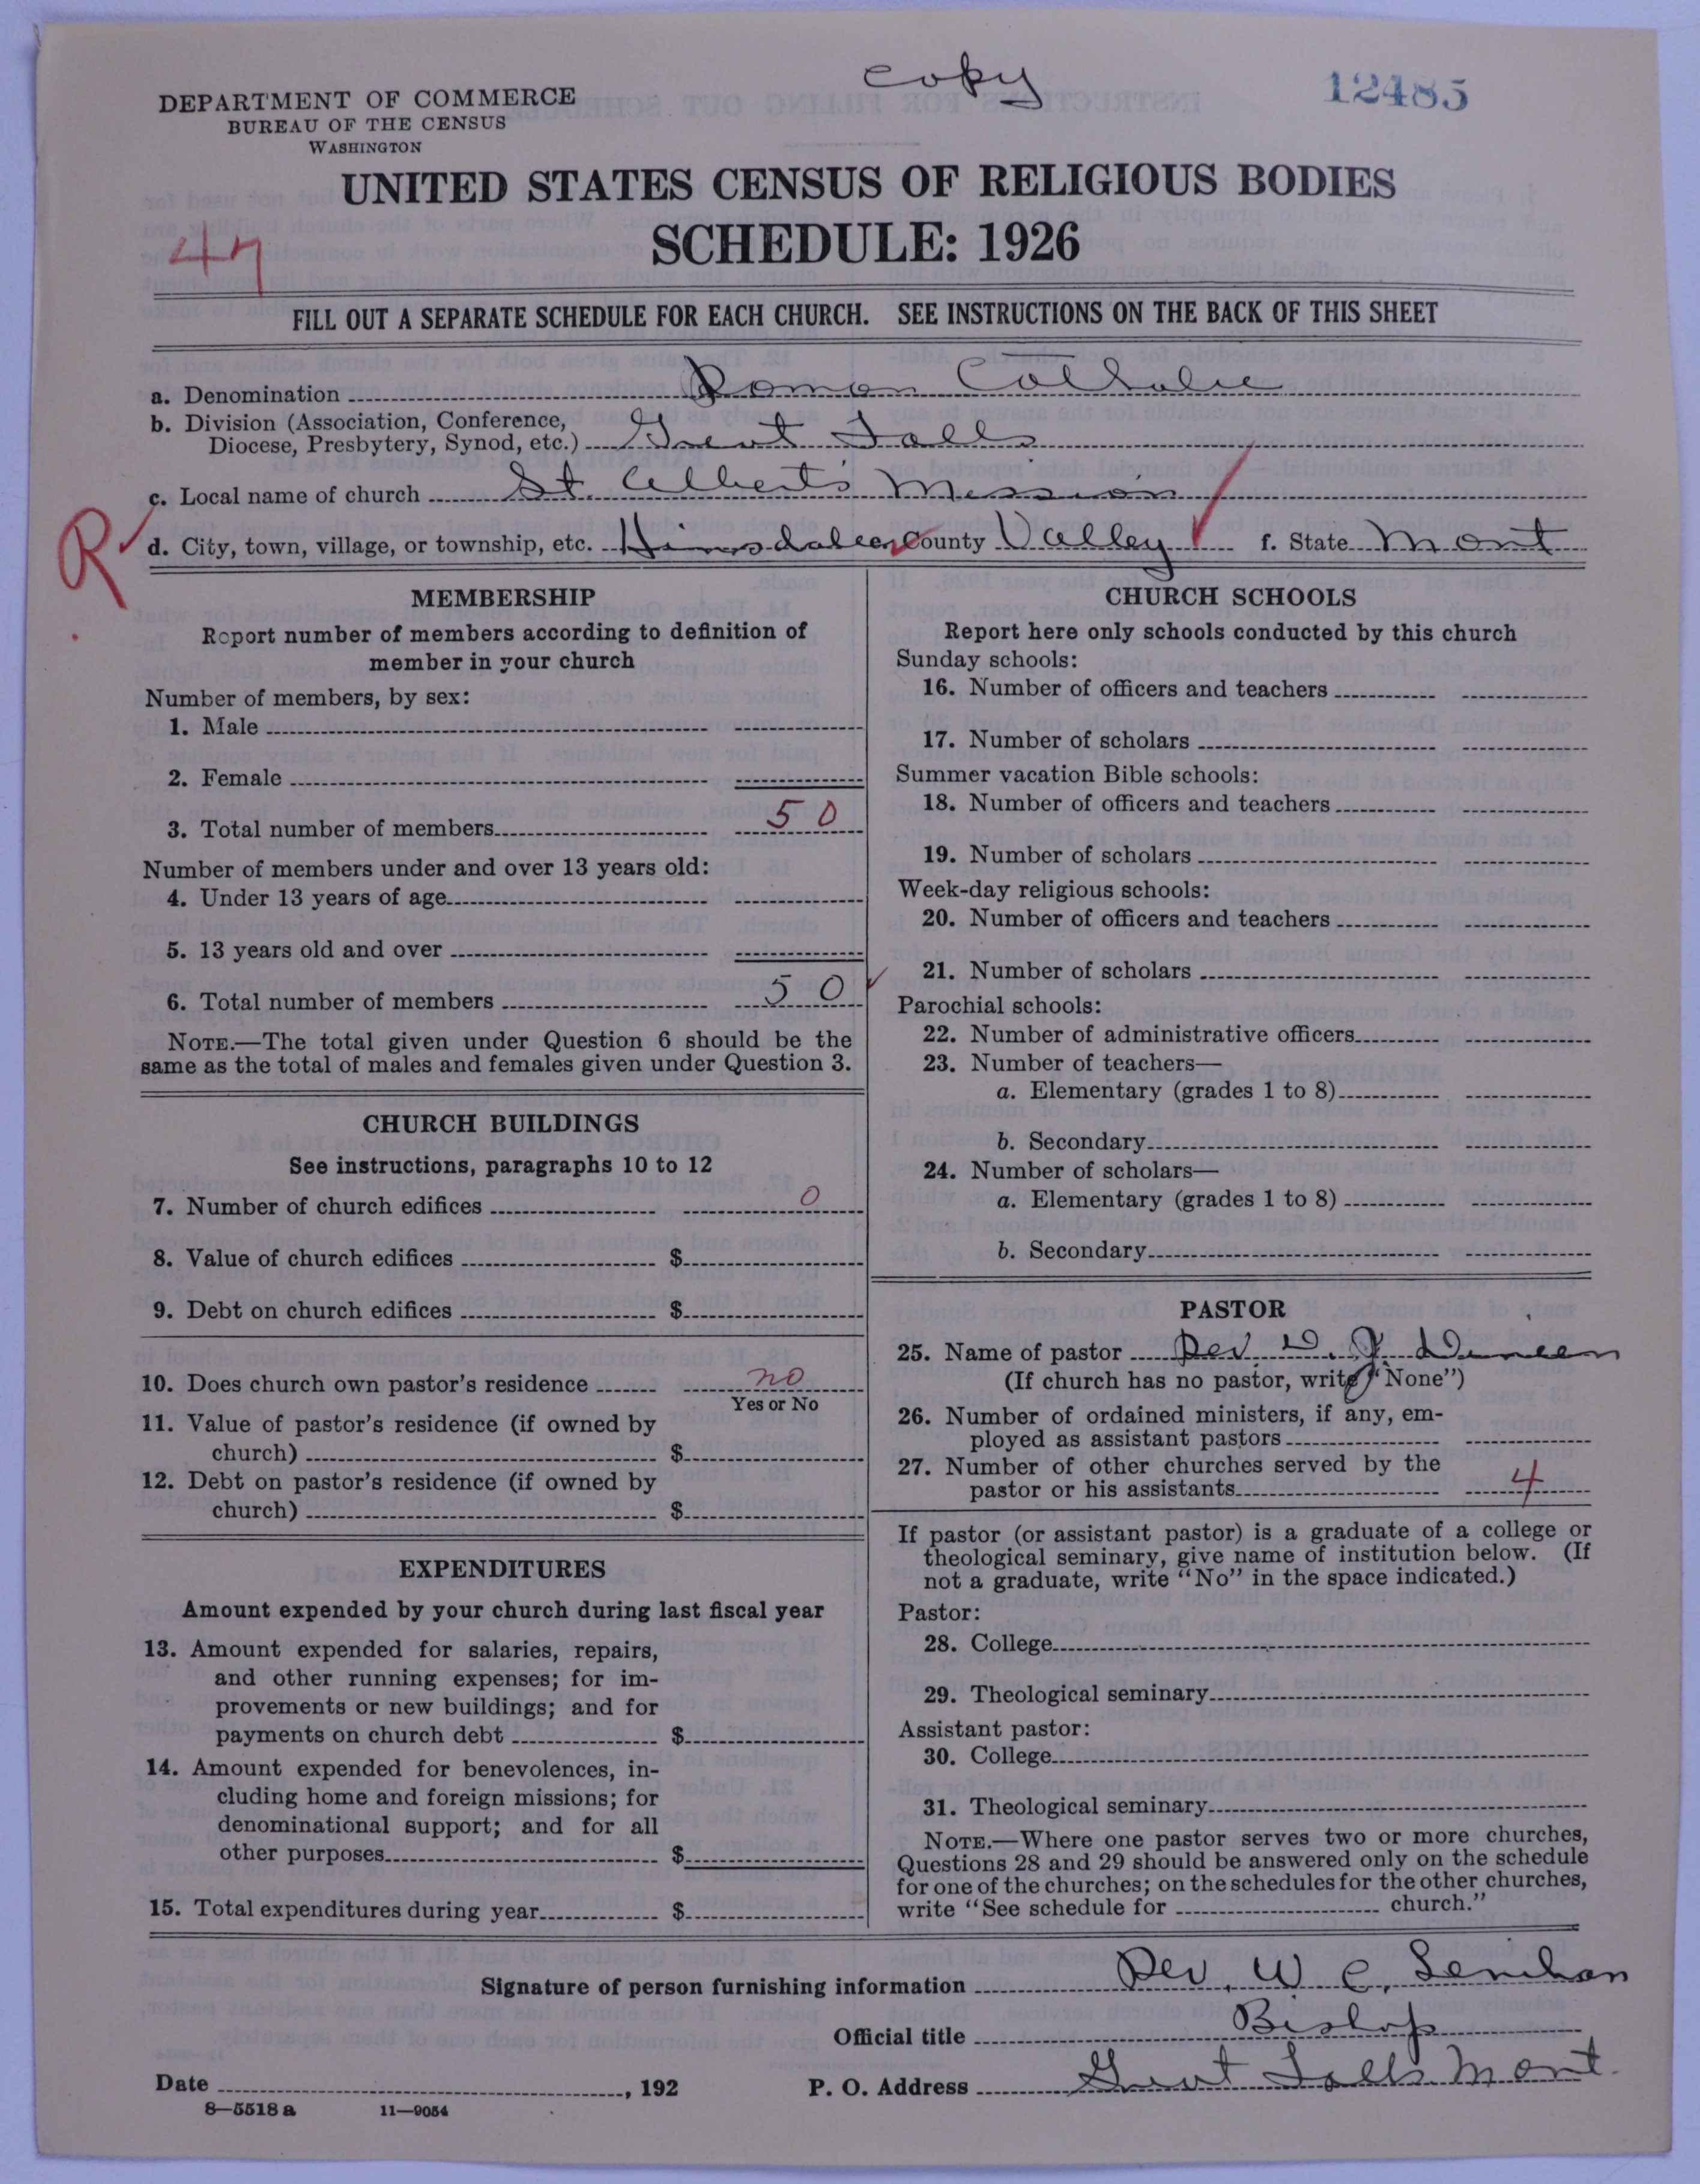 copy
12485
DEPARTMENT OF COMMERCE
BUREAU OF THE CENSUS
WASHINGTON
UNITED STATES CENSUS OF RELIGIOUS BODIES
SCHEDULE: 1926
47
FILL OUT A SEPARATE SCHEDULE FOR EACH CHURCH. SEE INSTRUCTIONS ON THE BACK OF THIS SHEET
a. Denomination Roman Catholic
b. Division (Association, Conference,
Diocese, Presbytery, Synod, etc.) Great Falls
c. Local name of church St. Albert's Mission
R
d. City, town, village, or township, etc. Hinsdale e. County Valley f. State Mont
MEMBERSHIP
Report number of members according to definition of
member in your church
Number of members, by sex:
1. Male
2. Female
3. Total number of members 50
Number of members under and over 13 years old:
4. Under 13 years of age
5. 13 years old and over
6. Total number of members 50
NOTE.—The total given under Question 6 should be the
same as the total of males and females given under Question 3.
CHURCH BUILDINGS
See instructions, paragraphs 10 to 12
7. Number of church edifices 0
8. Value of church edifices $
9. Debt on church edifices $
10. Does church own pastor's residence no
Yes or No
11. Value of pastor's residence (if owned by
church) $
12. Debt on pastor's residence (if owned by
church) $
EXPENDITURES
Amount expended by your church during last fiscal year
13. Amount expended for salaries, repairs,
and other running expenses; for im-
provements or new buildings; and for
payments on church debt $
14. Amount expended for benevolences, in-
cluding home and foreign missions; for
denominational support; and for all
other purposes $
15. Total expenditures during year $
CHURCH SCHOOLS
Report here only schools conducted by this church
Sunday schools:
16. Number of officers and teachers
17. Number of scholars
Summer vacation Bible schools:
18. Number of officers and teachers
19. Number of scholars
Week-day religious schools:
20. Number of officers and teachers
21. Number of scholars
Parochial schools:
22. Number of administrative officers
23. Number of teachers—
a. Elementary (grades 1 to 8)
b. Secondary
24. Number of scholars—
a. Elementary (grades 1 to 8)
b. Secondary
PASTOR
25. Name of pastor Rev. D. J. Dineen
(If church has no pastor, write "None")
26. Number of ordained ministers, if any, em-
ployed as assistant pastors
27. Number of other churches served by the
pastor or his assistants 4
If pastor (or assistant pastor) is a graduate of a college or
theological seminary, give name of institution below. (If
not a graduate, write "No" in the space indicated.)
Pastor:
28. College
29. Theological seminary
Assistant pastor:
30. College
31. Theological seminary
NOTE.—Where one pastor serves two or more churches,
Questions 28 and 29 should be answered only on the schedule
for one of the churches; on the schedules for the other churches,
write "See schedule for church."
Signature of person furnishing information Rev. W C. Lenihan
Official title Bishop
Date , 192 P. O. Address Great Falls Mont.
8—5518 a 11—9054